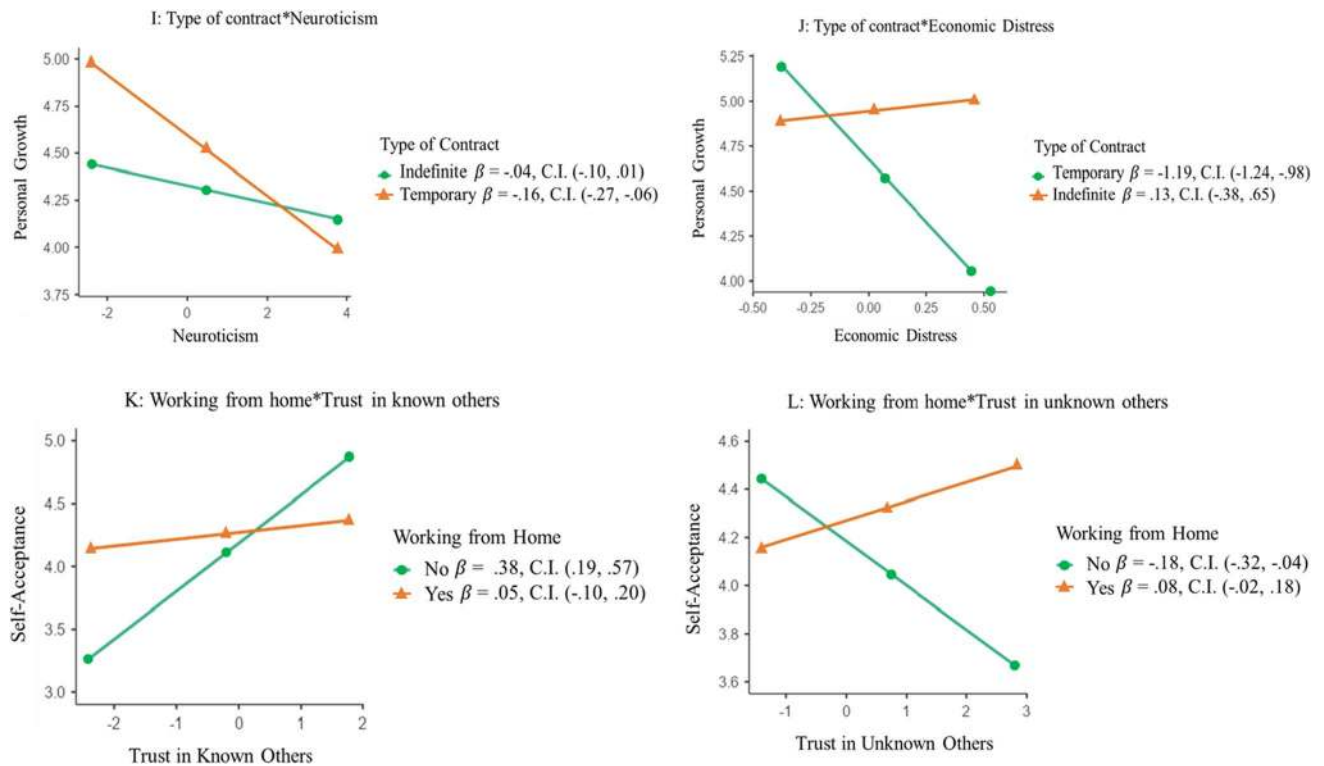 I: Type of contract*Neuroticism
5.00
4.75
4.50
4.25
4.00
3.75
-2
0
2
4
Personal Growth
Neuroticism
Type of Contract
Indefinite β = -.04, C.I. (-.10, .01)
Temporary β = -.16, C.I. (-.27, -.06)
J: Type of contract*Economic Distress
5.25
5.00
4.75
4.50
4.25
4.00
-0.50
-0.25
0.00
0.25
0.50
Personal Growth
Economic Distress
Type of Contract
Temporary β = -1.19, C.I. (-1.24, -.98)
Indefinite β = .13, C.I. (-.38, .65)
K: Working from home*Trust in known others
5.0
4.5
4.0
3.5
3.0
-2
-1
0
1
2
Self-Acceptance
Trust in Known Others
Working from Home
No β = .38, C.I. (.19, .57)
Yes β = .05, C.I. (-.10, .20)
L: Working from home*Trust in unknown others
4.6
4.4
4.2
4.0
3.8
3.6
-1
0
1
2
3
Self-Acceptance
Trust in Unknown Others
Working from Home
No β = -.18, C.I. (-.32, -.04)
Yes β = .08, C.I. (-.02, .18)